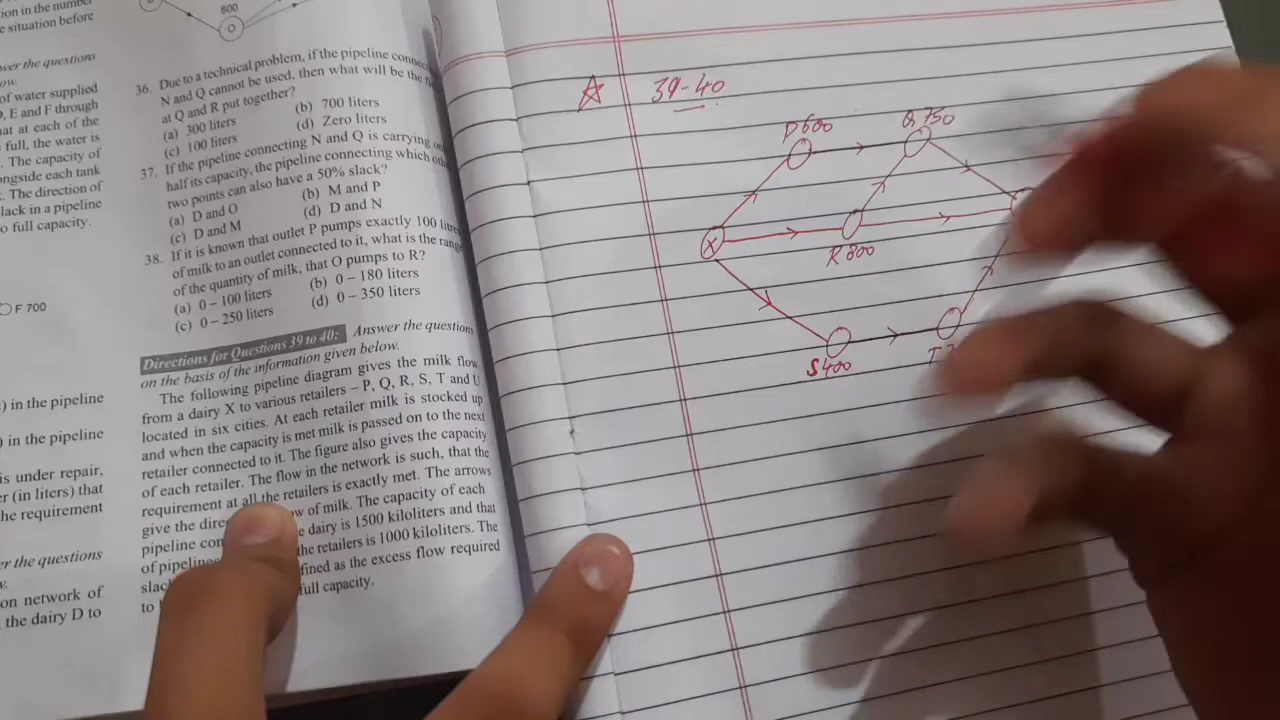 ion in the number
e situation before
wer the questions
ow.
of water supplied
, E and F through
at at each of the
full, the water is
The capacity of
ngside each tank
. The direction of
lack in a pipeline
o full capacity.
F 700
) in the pipeline
) in the pipeline
is under repair,
er (in liters) that
he requirement
er the questions
on network of
the dairy D to
800
O
36. Due to a technical problem, if the pipeline
N and Q cannot be used, then what will be the
at Q and R put together?
(a) 300 liters (b) 700 liters
(c) 100 liters (d) Zero liters
37. If the pipeline connecting N and Q is carrying
half its capacity, the pipeline connecting which
two points can also have a 50% slack?
(a) D and O (b) M and P
(c) D and M (d) D and N
38. If it is known that outlet P pumps exactly 100
of milk to an outlet connected to it, what is the range
of the quantity of milk, that O pumps to R?
(a) 0 – 100 liters (b) 0 – 180 liters
(c) 0 – 250 liters (d) 0 – 350 liters
Directions for Questions 39 to 40: Answer the questions
on the basis of the information given below.
The following pipeline diagram gives the milk flow
from a dairy X to various retailers – P, Q, R, S, T and U
located in six cities. At each retailer milk is stocked up
and when the capacity is met milk is passed on to the next
retailer connected to it. The figure also gives the capacity
of each retailer. The flow in the network is such, that the
requirement at all the retailers is exactly met. The arrows
give the w of milk. The capacity of each
pipeline e dairy is 1500 kiloliters and that
of the retailers is 1000 kiloliters. The
fined as the excess flow required
to full capacity.
39-40
P600
Q 750
X
R 800
S400
T